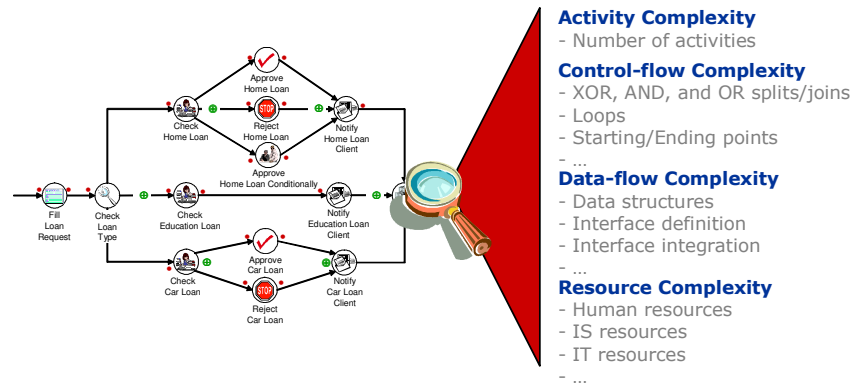 Approve
Home Loan
Check
Home Loan
STOP
Reject
Home Loan
Notify
Home Loan
Client
Approve
Home Loan Conditionally
Fill
Loan
Request
Check
Loan
Type
Check
Education Loan
Notify
Education Loan
Client
Approve
Car Loan
Check
Car Loan
STOP
Reject
Car Loan
Notify
Car Loan
Client
Activity Complexity
- Number of activities
Control-flow Complexity
- XOR, AND, and OR splits/joins
- Loops
- Starting/Ending points
- ...
Data-flow Complexity
- Data structures
- Interface definition
- Interface integration
- ...
Resource Complexity
- Human resources
- IS resources
- IT resources
- ...